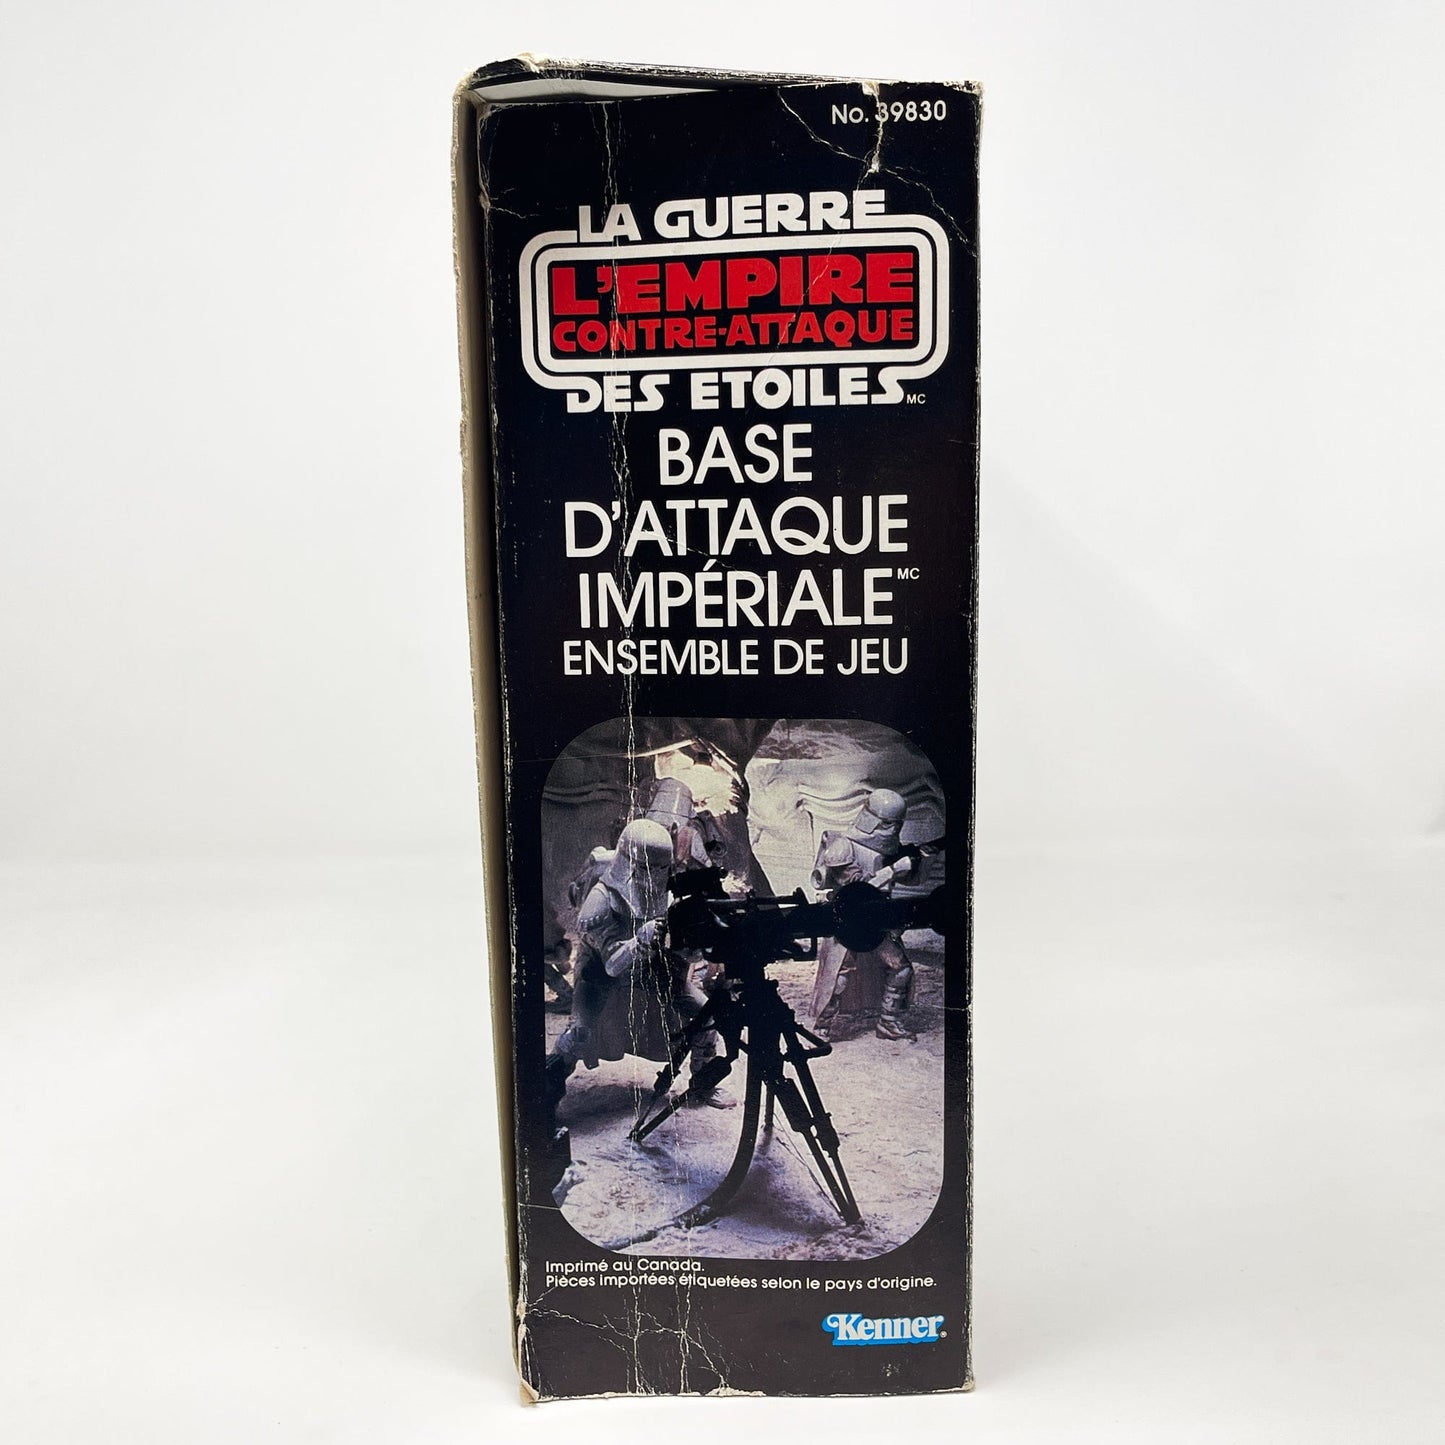 No. 39830
LA GUERRE
L'EMPIRE
CONTRE-ATTAQUE
DES ETOILES MC
BASE
D'ATTAQUE
IMPÉRIALE MC
ENSEMBLE DE JEU
Imprimé au Canada.
Pièces importées étiquetées selon le pays d'origine.
Kenner®